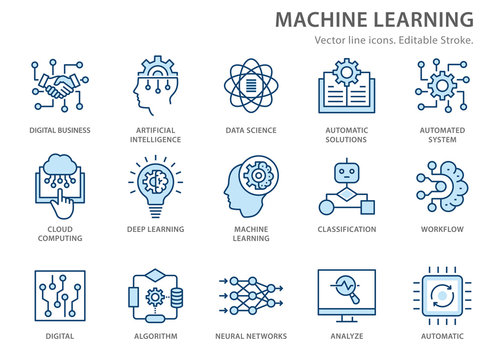 MACHINE LEARNING
Vector line icons. Editable Stroke.
DIGITAL BUSINESS
ARTIFICIAL
INTELLIGENCE
DATA SCIENCE
AUTOMATIC
SOLUTIONS
AUTOMATED
SYSTEM
CLOUD
COMPUTING
DEEP LEARNING
MACHINE
LEARNING
CLASSIFICATION
WORKFLOW
DIGITAL
ALGORITHM
NEURAL NETWORKS
ANALYZE
AUTOMATIC